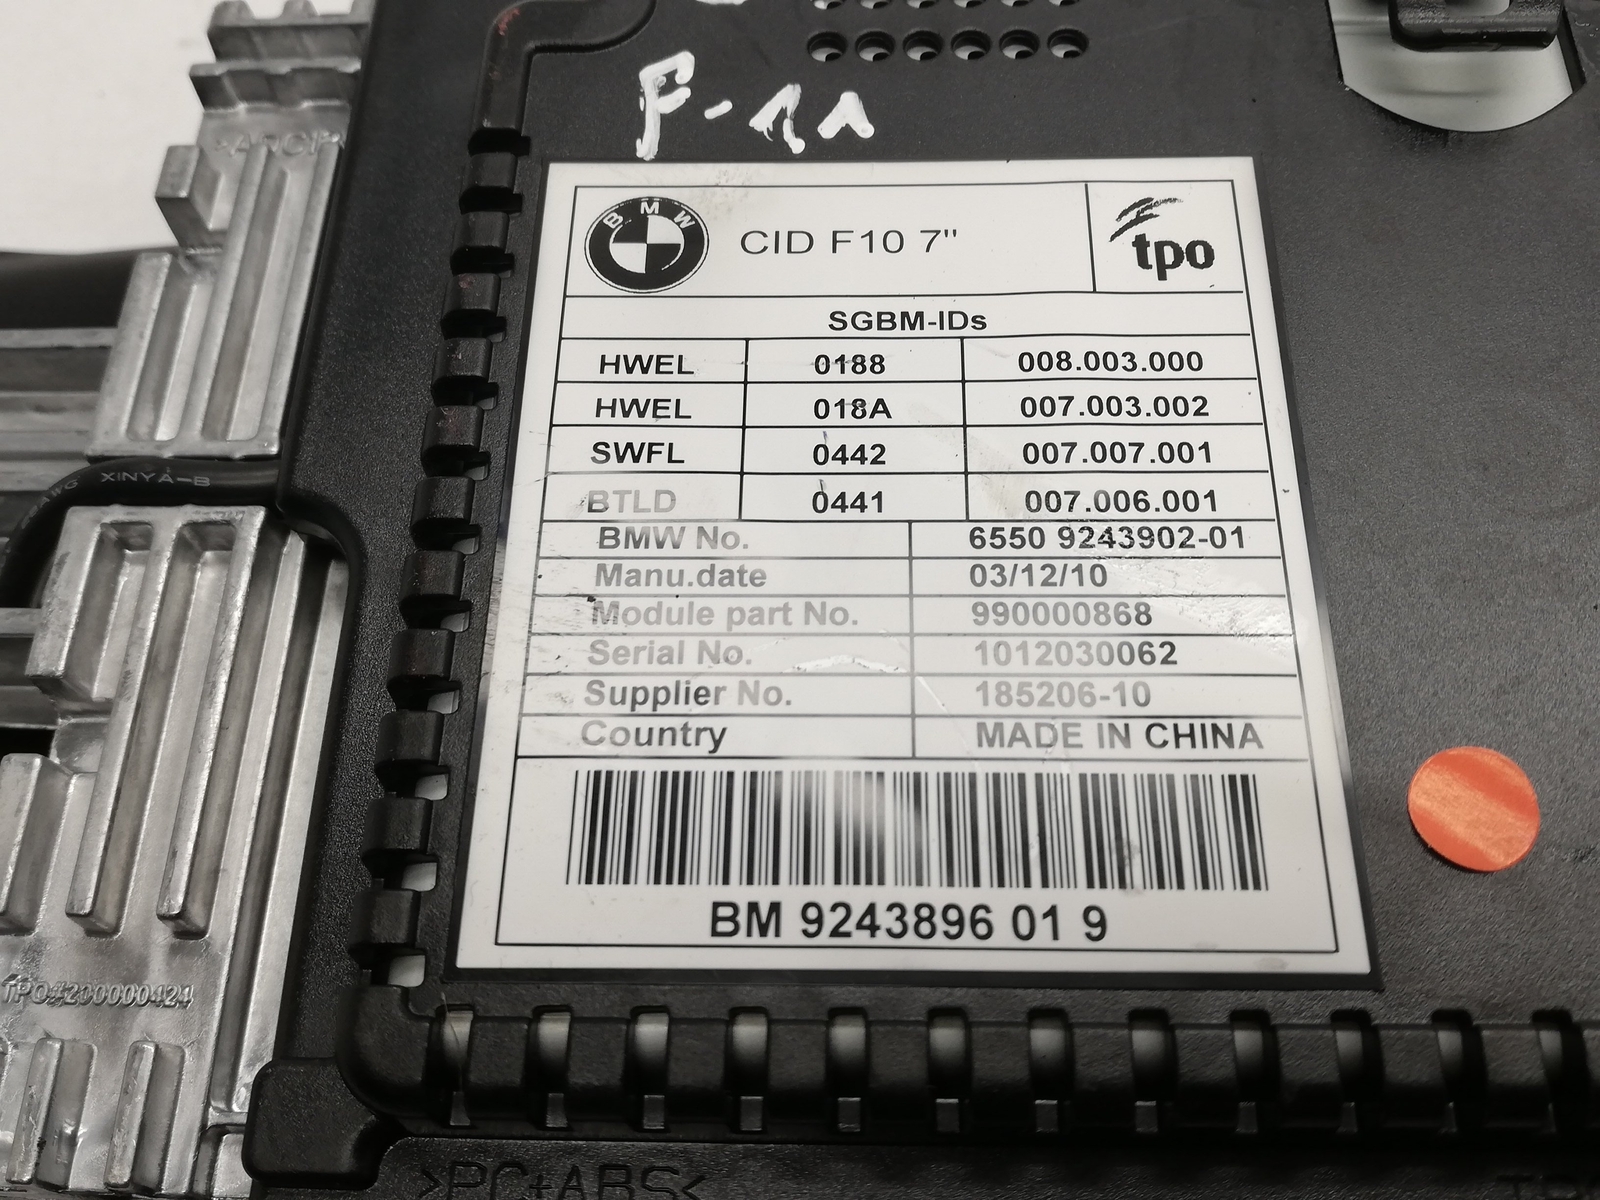 F-11
BMW
CID F10 7"
tpo
SGBM-IDs
HWEL 0188 008.003.000
HWEL 018A 007.003.002
SWFL 0442 007.007.001
BTLD 0441 007.006.001
BMW No. 6550 9243902-01
Manu.date 03/12/10
Module part No. 990000868
Serial No. 1012030062
Supplier No. 185206-10
Country MADE IN CHINA
BM 9243896 01 9
XINYA-B
TPO#200000424
>PC+ABS<